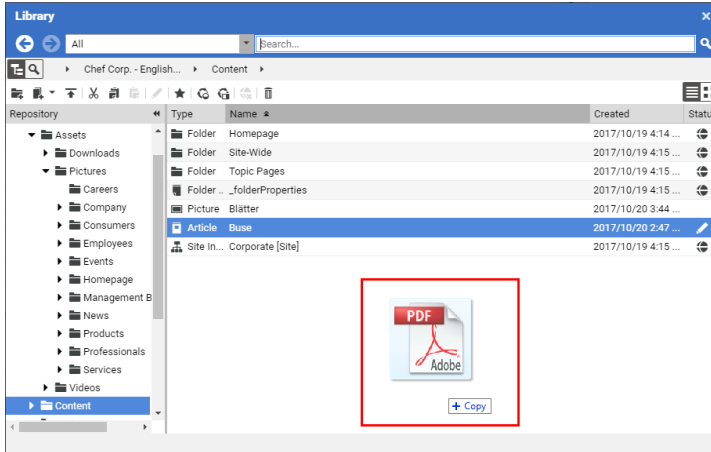 Library
All
Search...
Chef Corp. - English... Content
Repository
Type Name Created Statu
Assets
Downloads
Pictures
Careers
Company
Consumers
Employees
Events
Homepage
Management B
News
Products
Professionals
Services
Videos
Content
Folder Homepage 2017/10/19 4:14 ...
Folder Site-Wide 2017/10/19 4:15 ...
Folder Topic Pages 2017/10/19 4:15 ...
Folder .. _folderProperties 2017/10/19 4:15 ...
Picture Blätter 2017/10/20 3:44 ...
Article Buse 2017/10/20 2:47 ...
Site In... Corporate [Site] 2017/10/19 4:15 ...
PDF
Adobe
+ Copy